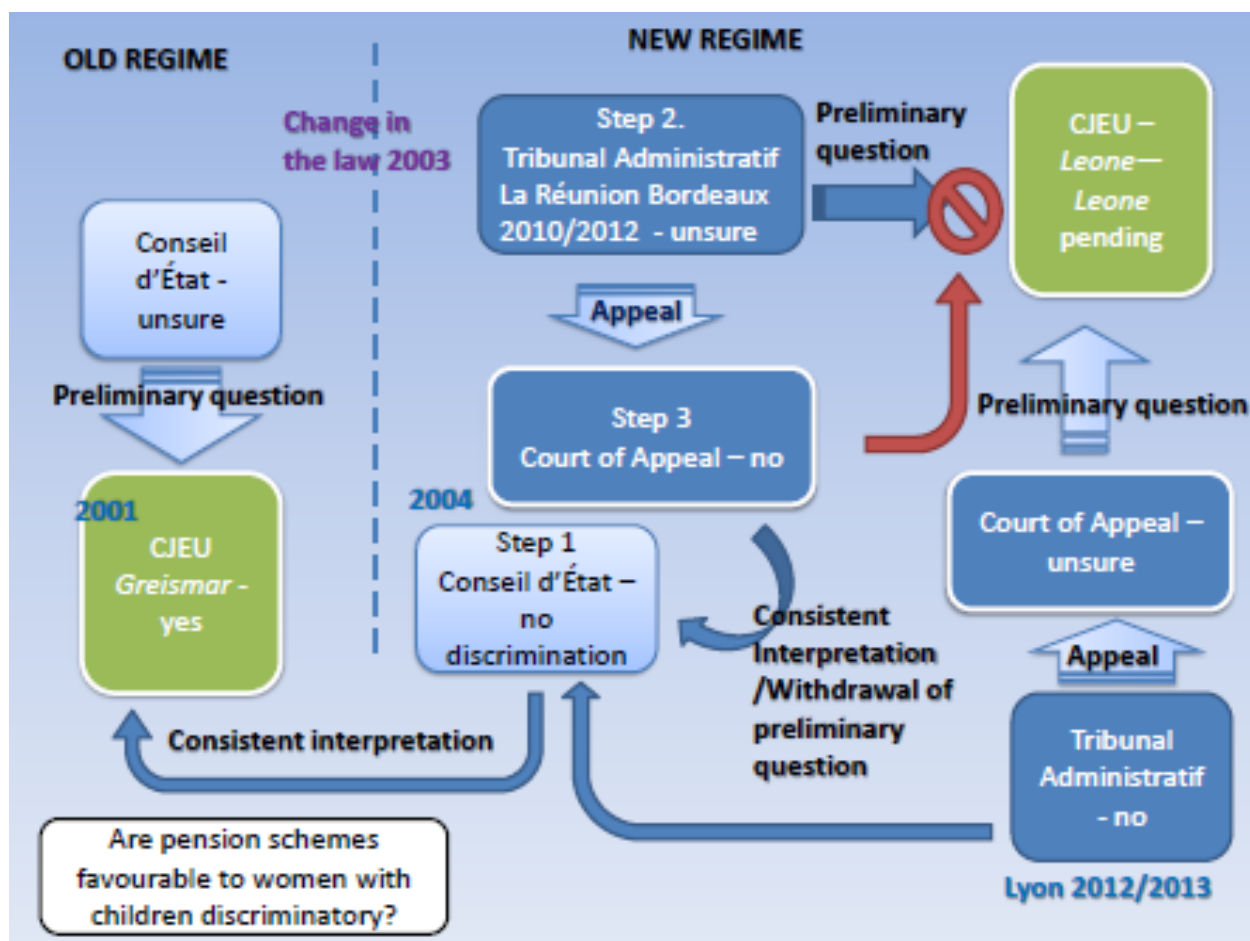 OLD REGIME
NEW REGIME
Change in
the law 2003
Conseil
d'État -
unsure
Preliminary question
2001
CJEU
Greismar -
yes
Step 2.
Tribunal Administratif
La Réunion Bordeaux
2010/2012 - unsure
Preliminary
question
CJEU –
Leone—
Leone
pending
Appeal
Step 3
Court of Appeal – no
Preliminary question
2004
Step 1
Conseil d'État –
no
discrimination
Court of Appeal –
unsure
Consistent
Interpretation
/Withdrawal of
preliminary
question
Appeal
Consistent interpretation
Tribunal
Administratif
- no
Lyon 2012/2013
Are pension schemes
favourable to women with
children discriminatory?